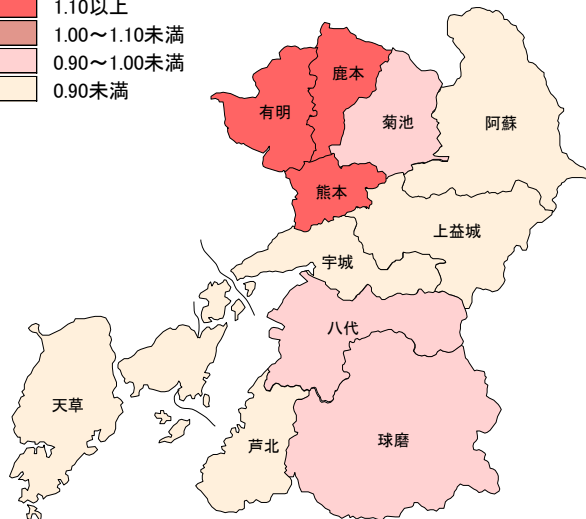 1.10以上
1.00～1.10未満
0.90～1.00未満
0.90未満
鹿本
有明
菊池
阿蘇
熊本
上益城
宇城
八代
天草
芦北
球磨